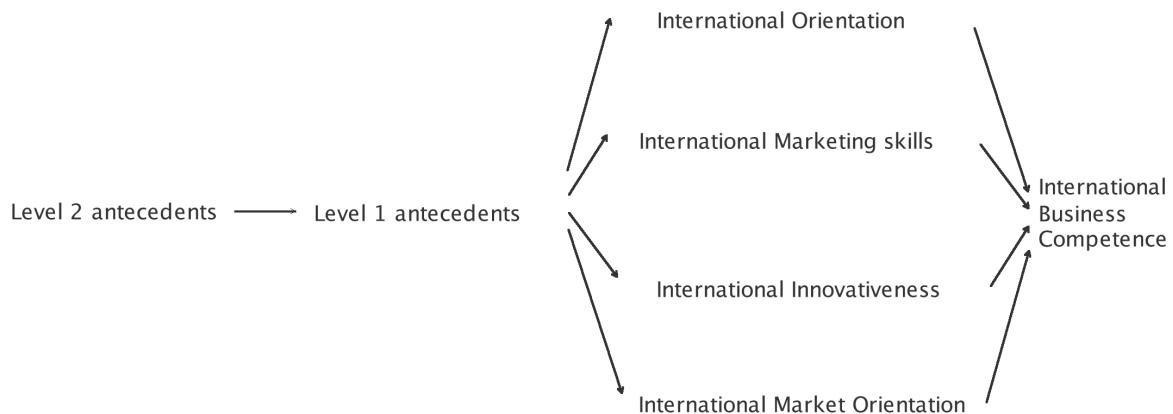 International Orientation
International Marketing skills
Level 2 antecedents
Level 1 antecedents
International
Business
Competence
International Innovativeness
International Market Orientation